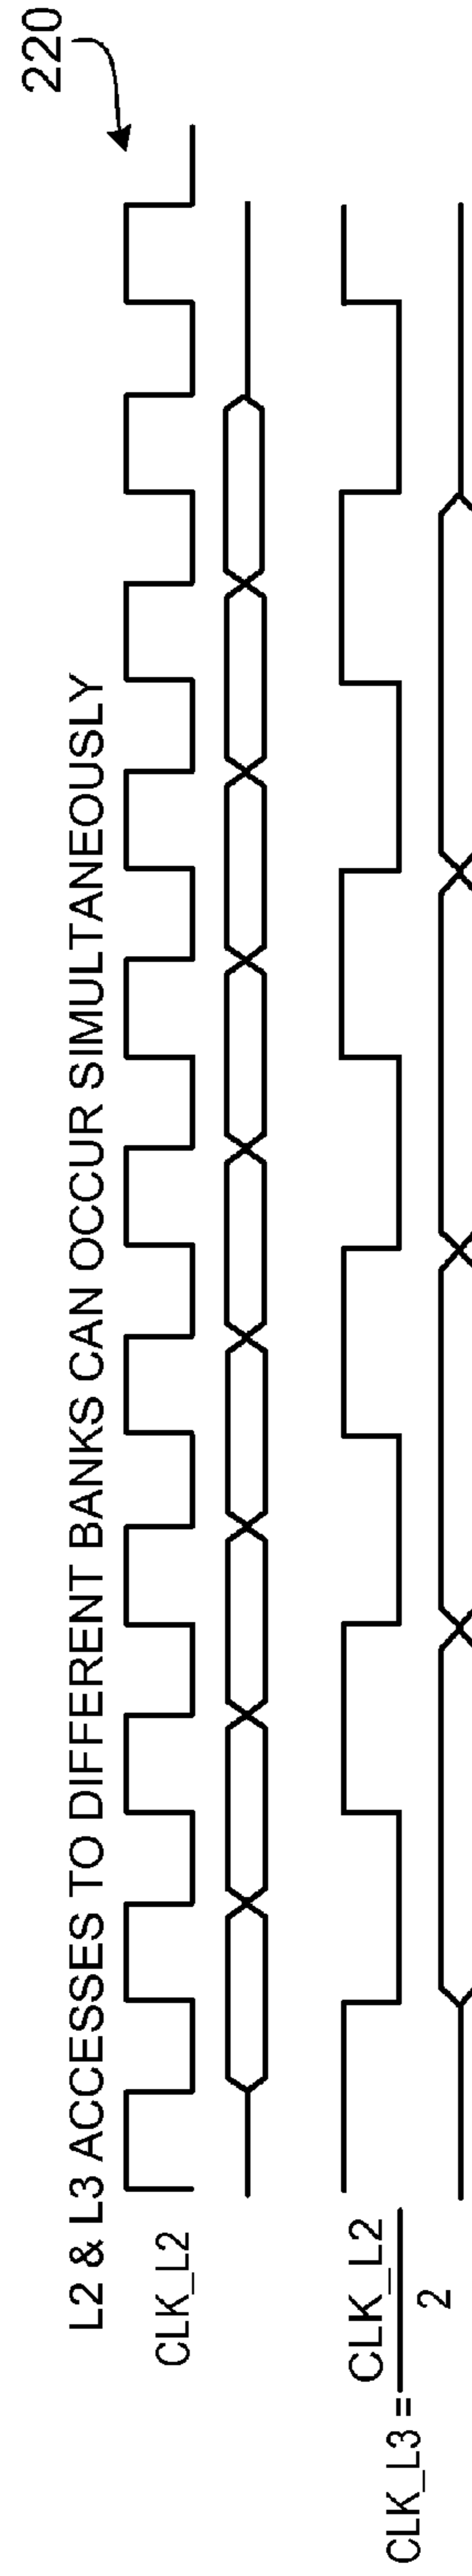 220
L2 & L3 ACCESSES TO DIFFERENT BANKS CAN OCCUR SIMULTANEOUSLY
CLK_L2
CLK_L3 = CLK_L2
2